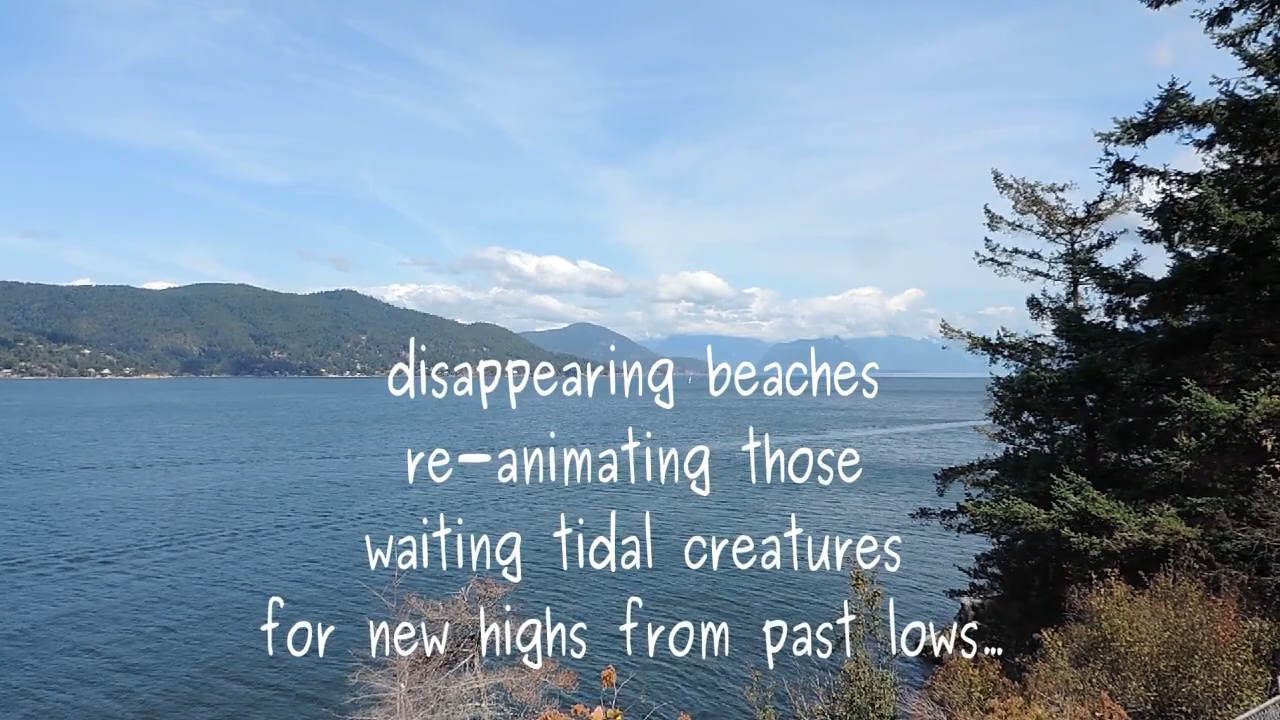 disappearing beaches
re-animating those
waiting tidal creatures
for new highs from past lows...